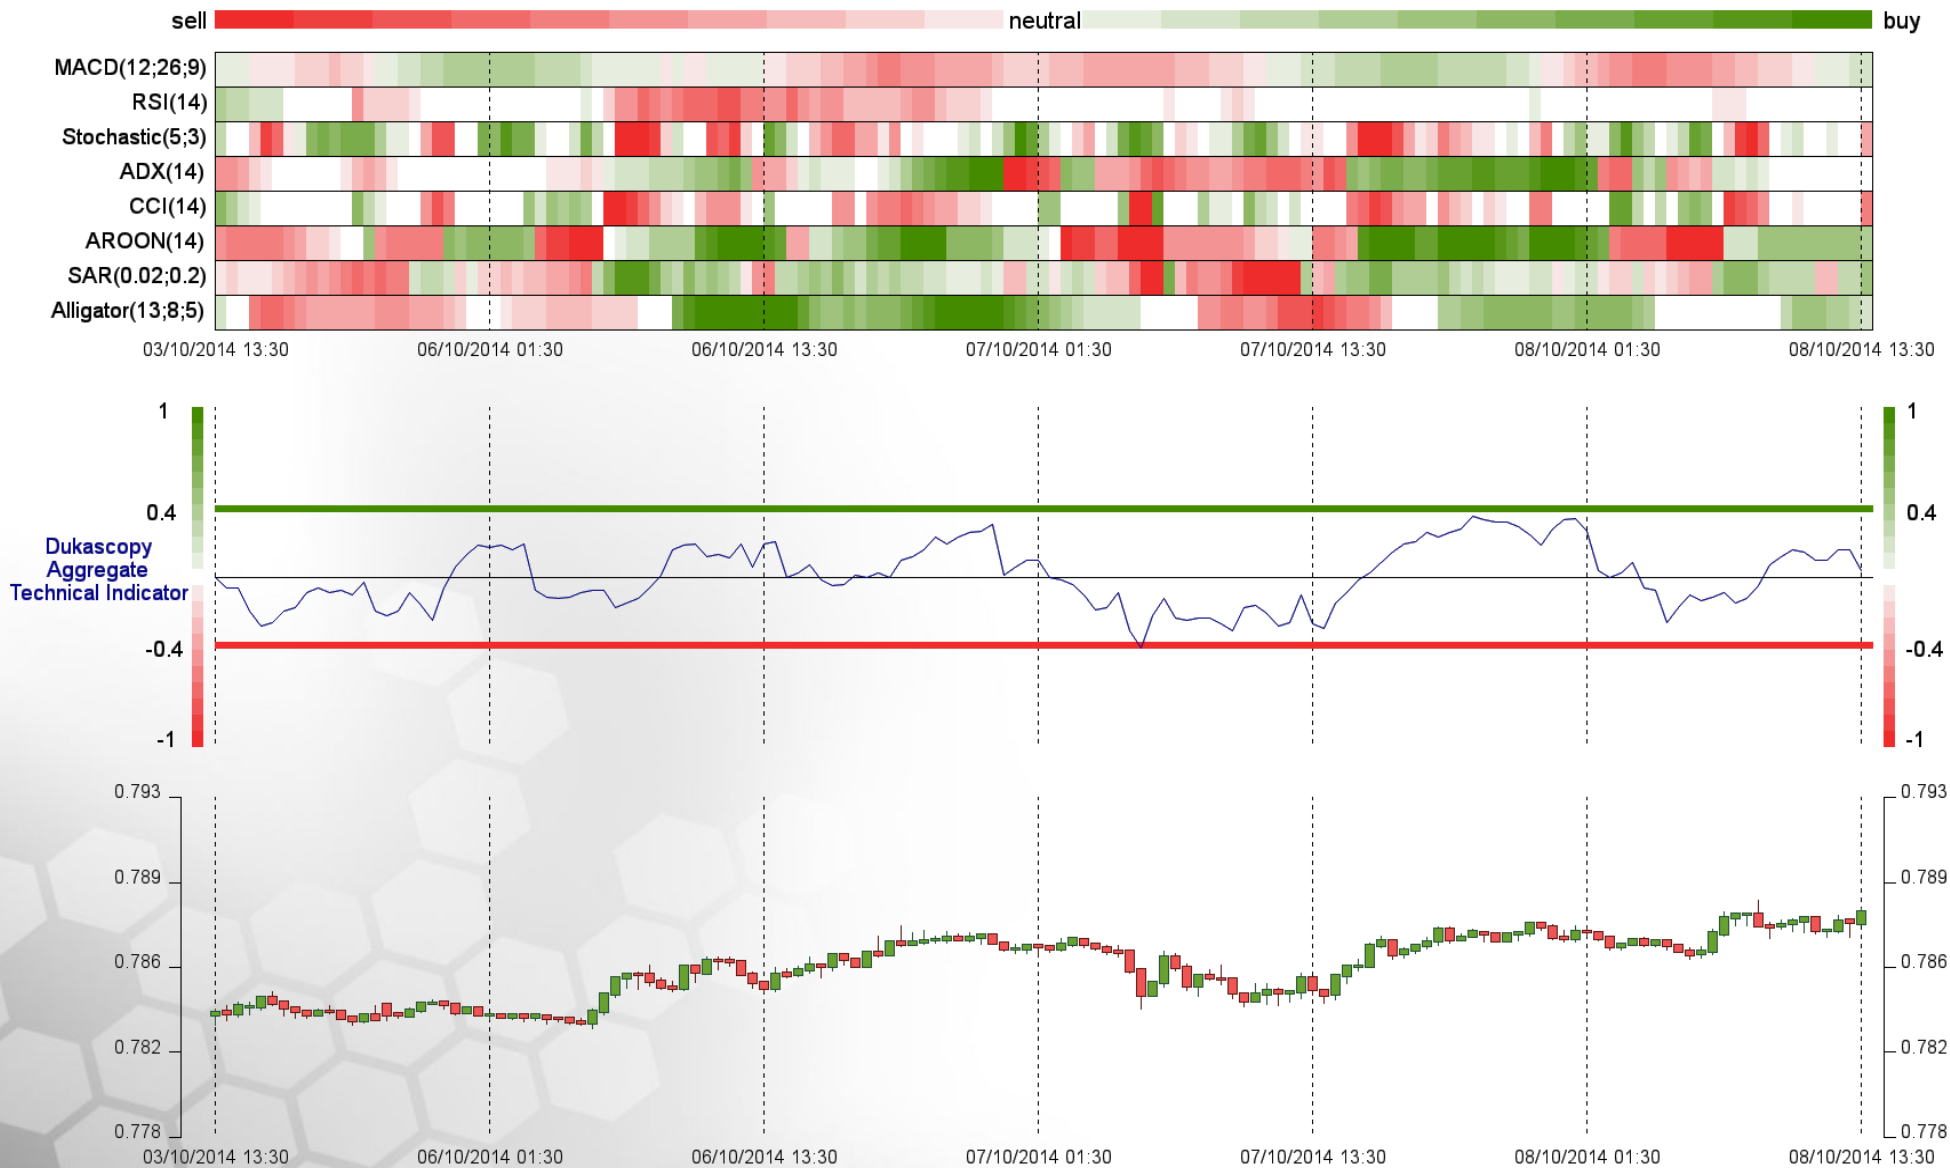 sell neutral buy
MACD(12;26;9)
RSI(14)
Stochastic(5;3)
ADX(14)
CCI(14)
AROON(14)
SAR(0.02;0.2)
Alligator(13;8;5)
03/10/2014 13:30 06/10/2014 01:30 06/10/2014 13:30 07/10/2014 01:30 07/10/2014 13:30 08/10/2014 01:30 08/10/2014 13:30
1 1
0.4 0.4
Dukascopy
Aggregate
Technical Indicator
-0.4 -0.4
-1 -1
0.793 0.793
0.789 0.789
0.786 0.786
0.782 0.782
0.778 0.778
03/10/2014 13:30 06/10/2014 01:30 06/10/2014 13:30 07/10/2014 01:30 07/10/2014 13:30 08/10/2014 01:30 08/10/2014 13:30